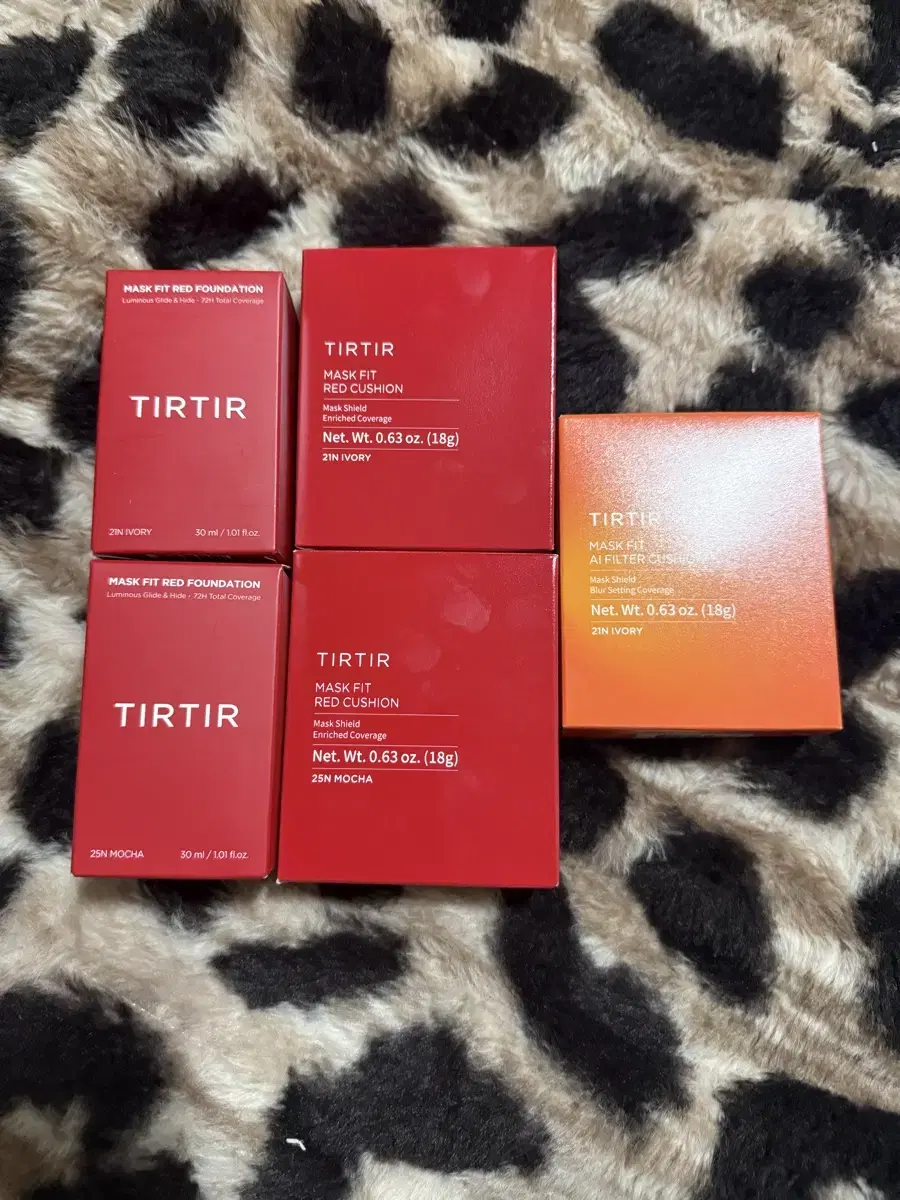 MASK FIT RED FOUNDATION
Luminous Glide & Hide - 72H Total Coverage
TIRTIR
21N IVORY 30 ml / 1.01 fl.oz.
TIRTIR
MASK FIT
RED CUSHION
Mask Shield
Enriched Coverage
Net. Wt. 0.63 oz. (18g)
21N IVORY
MASK FIT RED FOUNDATION
Luminous Glide & Hide - 72H Total Coverage
TIRTIR
25N MOCHA 30 ml / 1.01 fl.oz.
TIRTIR
MASK FIT
RED CUSHION
Mask Shield
Enriched Coverage
Net. Wt. 0.63 oz. (18g)
25N MOCHA
TIRTIR
MASK FIT
AI FILTER CUSHION
Mask Shield
Blur Setting Coverage
Net. Wt. 0.63 oz. (18g)
21N IVORY